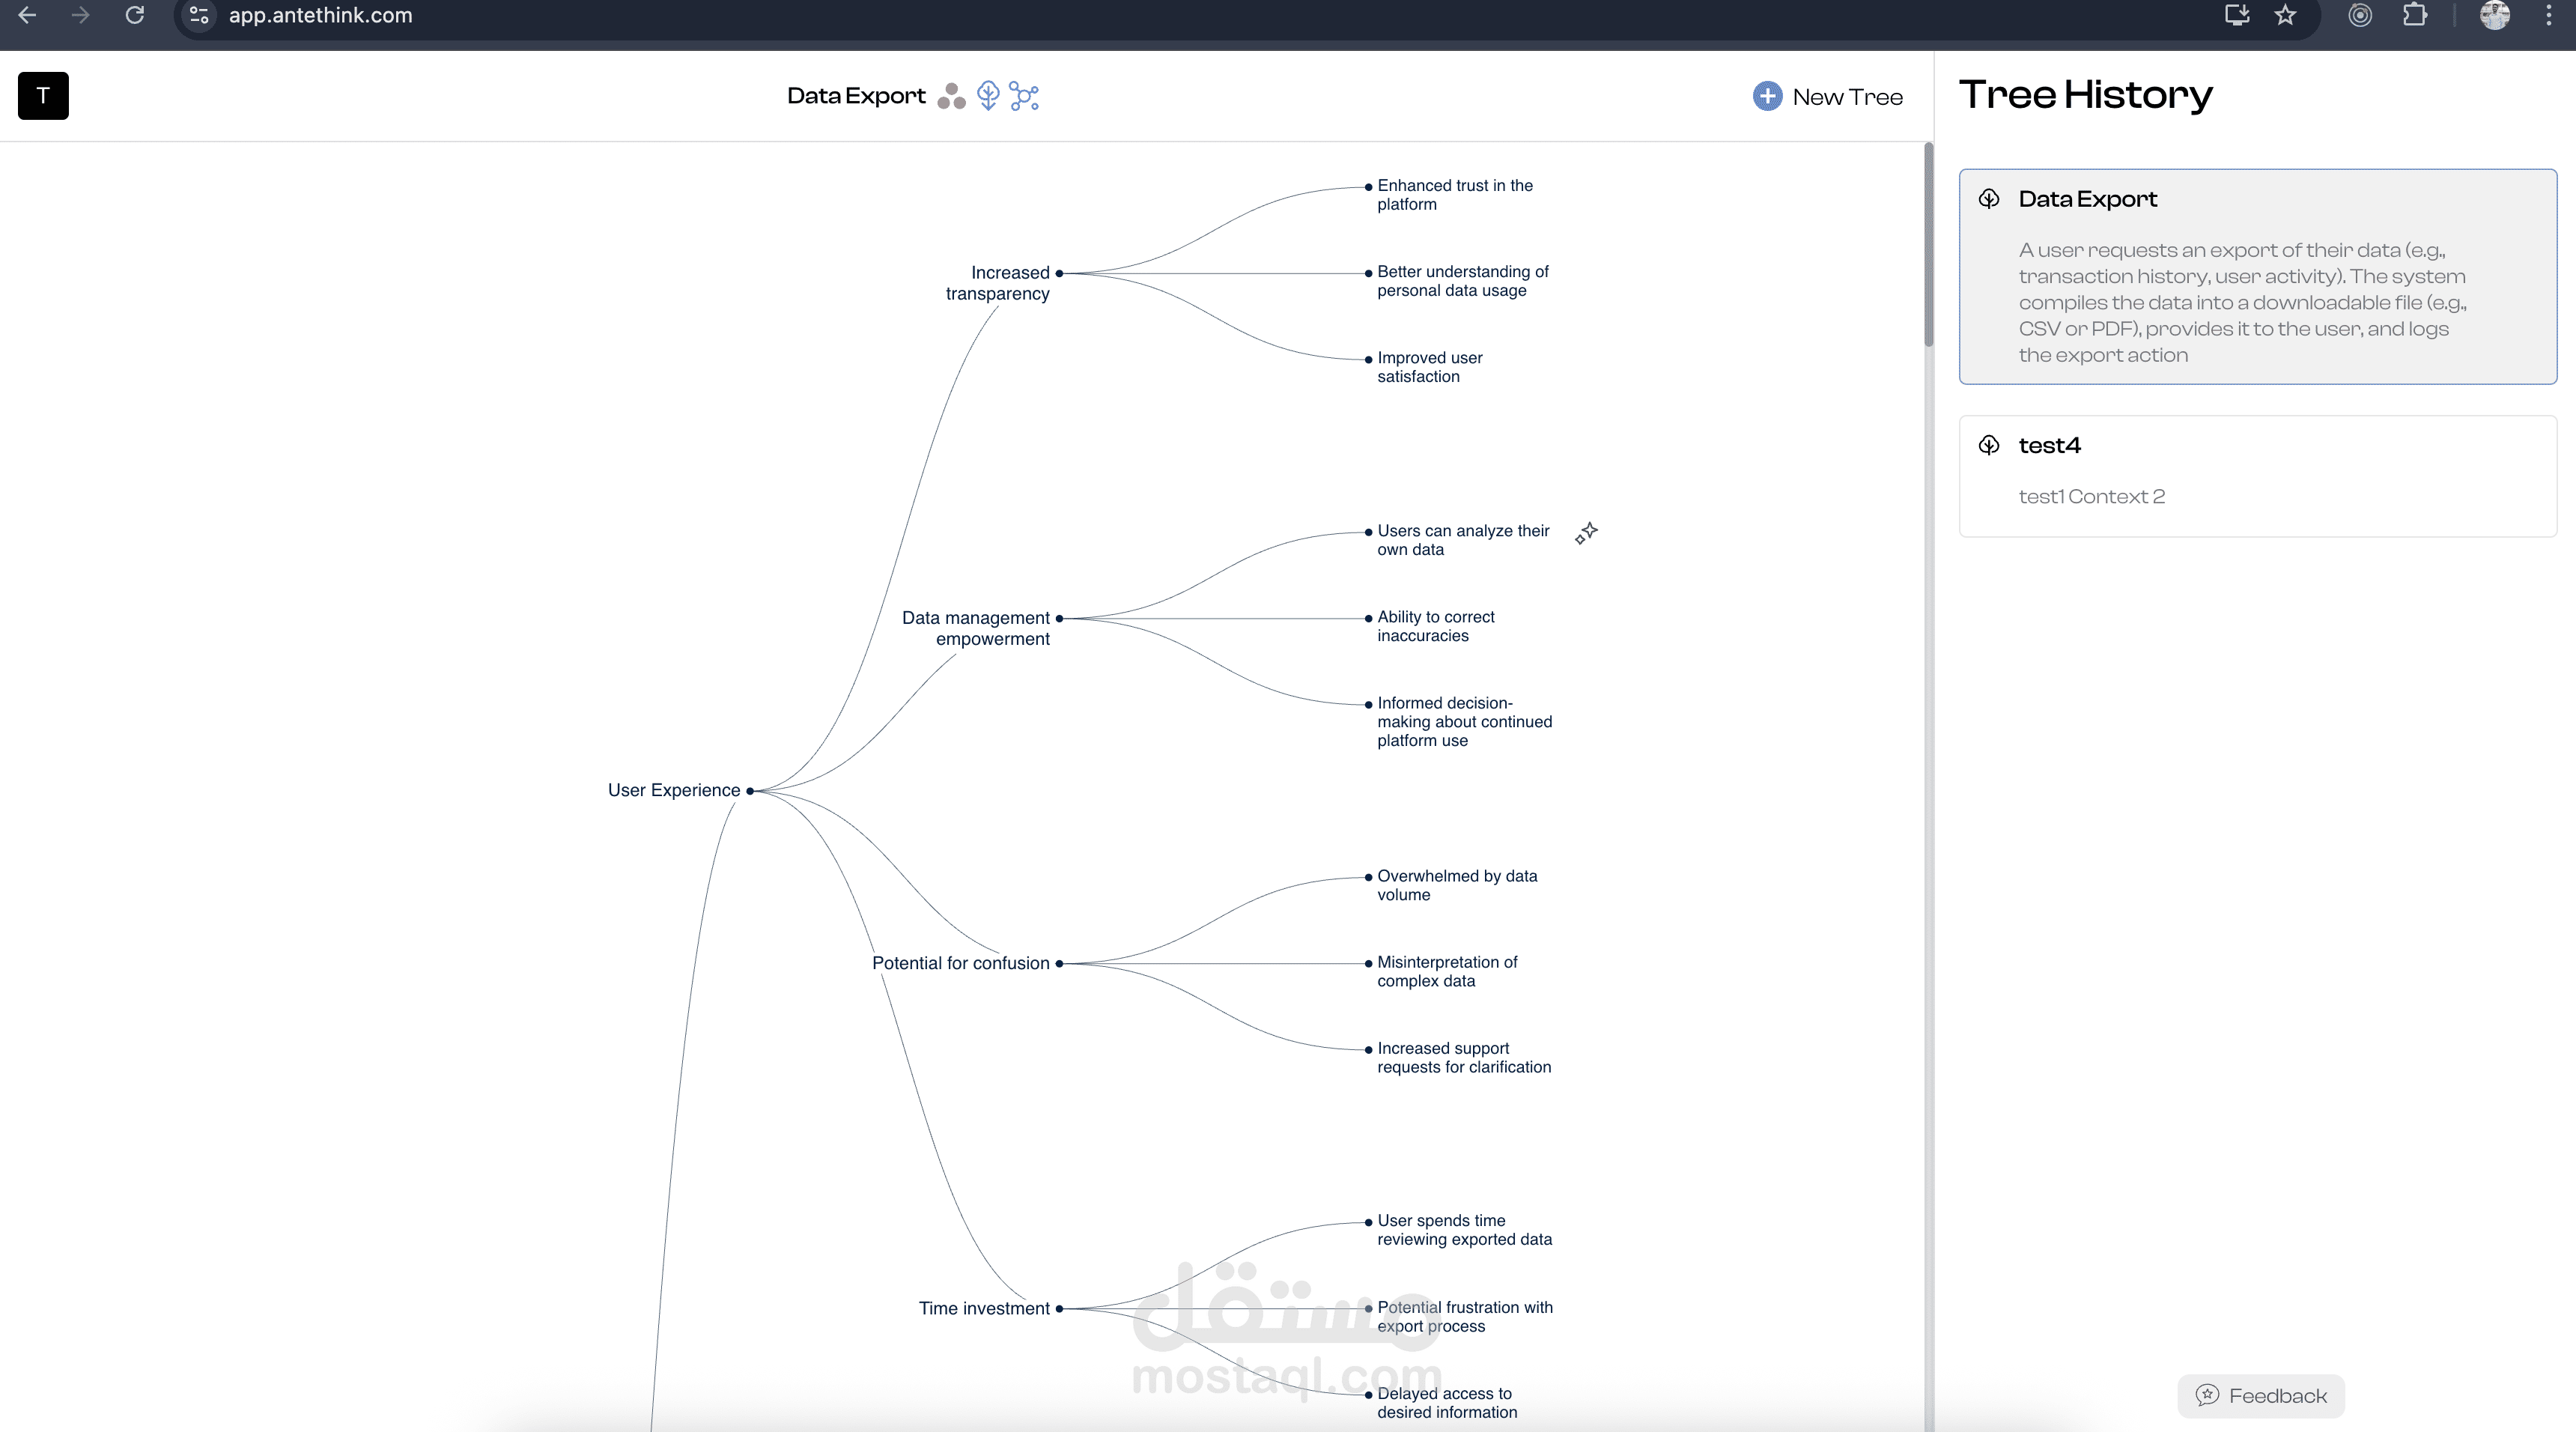 app.antethink.com
T
Data Export
New Tree
Tree History
Enhanced trust in the
platform
Increased
transparency
Better understanding of
personal data usage
Improved user
satisfaction
Users can analyze their
own data
Data management
empowerment
Ability to correct
inaccuracies
Informed decision-
making about continued
platform use
User Experience
Overwhelmed by data
volume
Potential for confusion
Misinterpretation of
complex data
Increased support
requests for clarification
User spends time
reviewing exported data
Time investment
Potential frustration with
export process
Delayed access to
desired information
مستقل
mostaql.com
Data Export
A user requests an export of their data (e.g.,
transaction history, user activity). The system
compiles the data into a downloadable file (e.g.,
CSV or PDF), provides it to the user, and logs
the export action
test4
test1 Context 2
Feedback